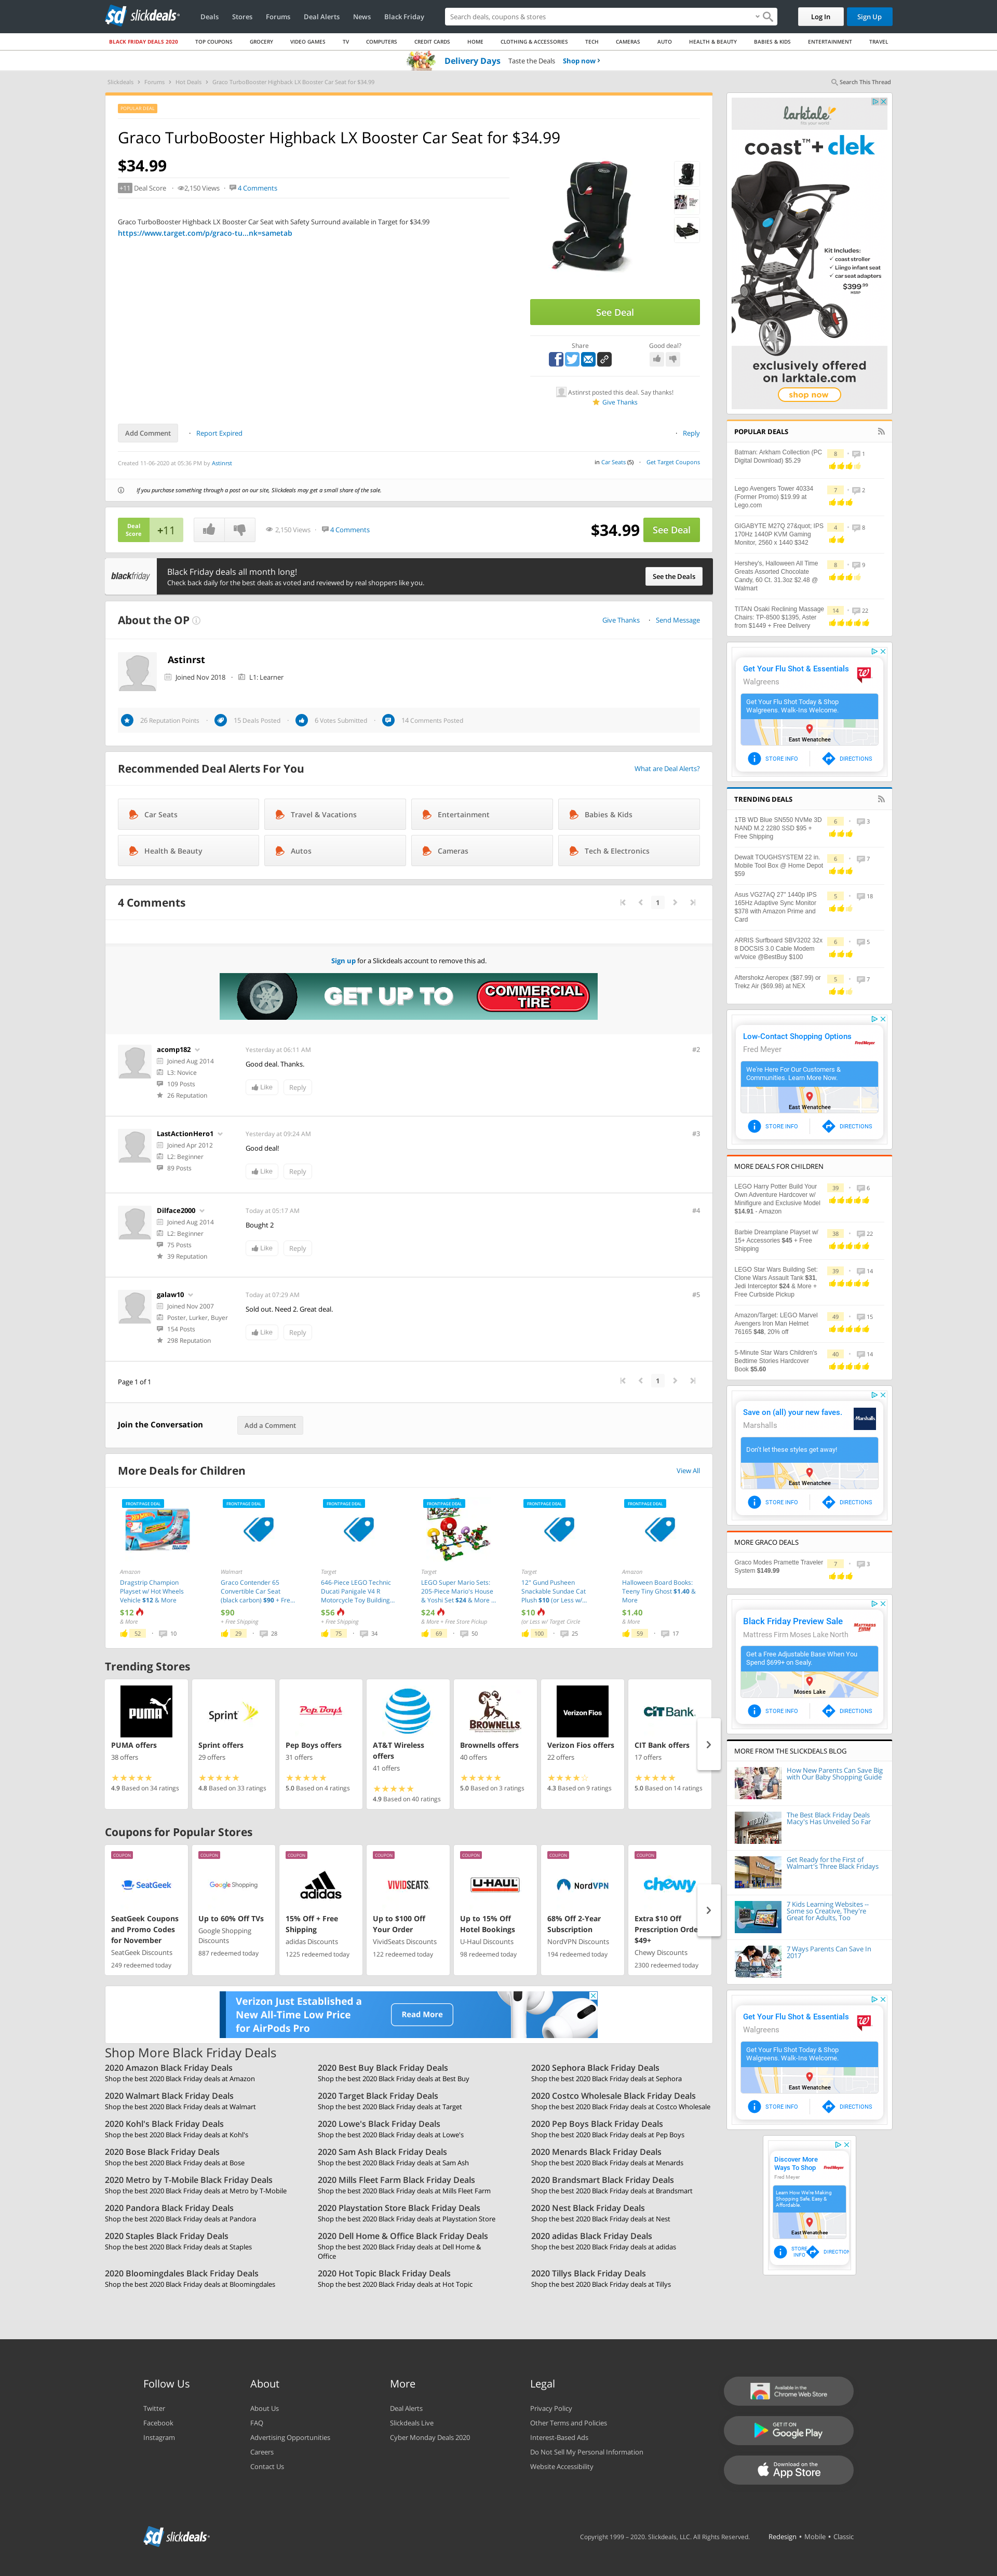 slickdeals
Deals Stores Forums Deal Alerts News Black Friday
Search deals, coupons & stores
Log In
Sign Up
BLACK FRIDAY DEALS 2020 TOP COUPONS GROCERY VIDEO GAMES TV COMPUTERS CREDIT CARDS HOME CLOTHING & ACCESSORIES TECH CAMERAS AUTO HEALTH & BEAUTY BABIES & KIDS ENTERTAINMENT TRAVEL
Delivery Days Taste the Deals Shop now
Slickdeals Forums Hot Deals Graco TurboBooster Highback LX Booster Car Seat for $34.99
Search This Thread
POPULAR DEAL
Graco TurboBooster Highback LX Booster Car Seat for $34.99
$34.99
+11 Deal Score 2,150 Views 4 Comments
Graco TurboBooster Highback LX Booster Car Seat with Safety Surround available in Target for $34.99
https://www.target.com/p/graco-tu...nk=sametab
See Deal
Share
Good deal?
Astinrst posted this deal. Say thanks!
Give Thanks
Add Comment
Report Expired
Reply
Created 11-06-2020 at 05:36 PM by Astinrst
in Car Seats (5) Get Target Coupons
If you purchase something through a post on our site, Slickdeals may get a small share of the sale.
Deal Score +11
2,150 Views 4 Comments
$34.99 See Deal
blackfriday
Black Friday deals all month long!
Check back daily for the best deals as voted and reviewed by real shoppers like you.
See the Deals
About the OP
Give Thanks Send Message
Astinrst
Joined Nov 2018 L1: Learner
26 Reputation Points 15 Deals Posted 6 Votes Submitted 14 Comments Posted
Recommended Deal Alerts For You
What are Deal Alerts?
Car Seats Travel & Vacations Entertainment Babies & Kids
Health & Beauty Autos Cameras Tech & Electronics
4 Comments
1
Sign up for a Slickdeals account to remove this ad.
GET UP TO COMMERCIAL TIRE
acomp182
Joined Aug 2014
L3: Novice
109 Posts
26 Reputation
Yesterday at 06:11 AM
#2
Good deal. Thanks.
Like Reply
LastActionHero1
Joined Apr 2012
L2: Beginner
89 Posts
Yesterday at 09:24 AM
#3
Good deal!
Like Reply
Dilface2000
Joined Aug 2014
L2: Beginner
75 Posts
39 Reputation
Today at 05:17 AM
#4
Bought 2
Like Reply
galaw10
Joined Nov 2007
Poster, Lurker, Buyer
154 Posts
298 Reputation
Today at 07:29 AM
#5
Sold out. Need 2. Great deal.
Like Reply
Page 1 of 1
1
Join the Conversation
Add a Comment
More Deals for Children
View All
FRONTPAGE DEAL
Amazon
Dragstrip Champion Playset w/ Hot Wheels Vehicle $12 & More
$12
& More
52 10
FRONTPAGE DEAL
Walmart
Graco Contender 65 Convertible Car Seat (black carbon) $90 + Fre...
$90
+ Free Shipping
29 28
FRONTPAGE DEAL
Target
646-Piece LEGO Technic Ducati Panigale V4 R Motorcycle Toy Building...
$56
+ Free Shipping
75 34
FRONTPAGE DEAL
Target
LEGO Super Mario Sets: 205-Piece Mario's House & Yoshi Set $24 & More ...
$24
& More + Free Store Pickup
69 50
FRONTPAGE DEAL
Target
12" Gund Pusheen Snackable Sundae Cat Plush $10 (or Less w/...
$10
(or Less w/ Target Circle
100 25
FRONTPAGE DEAL
Amazon
Halloween Board Books: Teeny Tiny Ghost $1.40 & More
$1.40
& More
59 17
Trending Stores
PUMA
PUMA offers
38 offers
4.9 Based on 34 ratings
Sprint
Sprint offers
29 offers
4.8 Based on 33 ratings
Pep Boys
Pep Boys offers
31 offers
5.0 Based on 4 ratings
AT&T Wireless offers
41 offers
4.9 Based on 40 ratings
BROWNELLS
Brownells offers
40 offers
5.0 Based on 3 ratings
Verizon Fios
Verizon Fios offers
22 offers
4.3 Based on 9 ratings
CIT BANK
CIT Bank offers
17 offers
5.0 Based on 14 ratings
Coupons for Popular Stores
COUPON
SeatGeek
SeatGeek Coupons and Promo Codes for November
SeatGeek Discounts
249 redeemed today
COUPON
Google Shopping
Up to 60% Off TVs
Google Shopping Discounts
887 redeemed today
COUPON
adidas
15% Off + Free Shipping
adidas Discounts
1225 redeemed today
COUPON
VIVIDSEATS
Up to $100 Off Your Order
VividSeats Discounts
122 redeemed today
COUPON
U-HAUL
Up to 15% Off Hotel Bookings
U-Haul Discounts
98 redeemed today
COUPON
NordVPN
68% Off 2-Year Subscription
NordVPN Discounts
194 redeemed today
COUPON
chewy
Extra $10 Off Prescription Orde
$49+
Chewy Discounts
2300 redeemed today
Verizon Just Established a New All-Time Low Price for AirPods Pro
Read More
Shop More Black Friday Deals
2020 Amazon Black Friday Deals
Shop the best 2020 Black Friday deals at Amazon
2020 Best Buy Black Friday Deals
Shop the best 2020 Black Friday deals at Best Buy
2020 Sephora Black Friday Deals
Shop the best 2020 Black Friday deals at Sephora
2020 Walmart Black Friday Deals
Shop the best 2020 Black Friday deals at Walmart
2020 Target Black Friday Deals
Shop the best 2020 Black Friday deals at Target
2020 Costco Wholesale Black Friday Deals
Shop the best 2020 Black Friday deals at Costco Wholesale
2020 Kohl's Black Friday Deals
Shop the best 2020 Black Friday deals at Kohl's
2020 Lowe's Black Friday Deals
Shop the best 2020 Black Friday deals at Lowe's
2020 Pep Boys Black Friday Deals
Shop the best 2020 Black Friday deals at Pep Boys
2020 Bose Black Friday Deals
Shop the best 2020 Black Friday deals at Bose
2020 Sam Ash Black Friday Deals
Shop the best 2020 Black Friday deals at Sam Ash
2020 Menards Black Friday Deals
Shop the best 2020 Black Friday deals at Menards
2020 Metro by T-Mobile Black Friday Deals
Shop the best 2020 Black Friday deals at Metro by T-Mobile
2020 Mills Fleet Farm Black Friday Deals
Shop the best 2020 Black Friday deals at Mills Fleet Farm
2020 Brandsmart Black Friday Deals
Shop the best 2020 Black Friday deals at Brandsmart
2020 Pandora Black Friday Deals
Shop the best 2020 Black Friday deals at Pandora
2020 Playstation Store Black Friday Deals
Shop the best 2020 Black Friday deals at Playstation Store
2020 Nest Black Friday Deals
Shop the best 2020 Black Friday deals at Nest
2020 Staples Black Friday Deals
Shop the best 2020 Black Friday deals at Staples
2020 Dell Home & Office Black Friday Deals
Shop the best 2020 Black Friday deals at Dell Home & Office
2020 adidas Black Friday Deals
Shop the best 2020 Black Friday deals at adidas
2020 Bloomingdales Black Friday Deals
Shop the best 2020 Black Friday deals at Bloomingdales
2020 Hot Topic Black Friday Deals
Shop the best 2020 Black Friday deals at Hot Topic
2020 Tillys Black Friday Deals
Shop the best 2020 Black Friday deals at Tillys
larktale
coast™+ clek
Kit Includes:
coast stroller
Liingo infant seat
car seat adaptors
$399.99
MSRP
exclusively offered on larktale.com
shop now
POPULAR DEALS
Batman: Arkham Collection (PC Digital Download) $5.29
8 1
Lego Avengers Tower 40334 (Former Promo) $19.99 at Lego.com
7 2
GIGABYTE M27Q 27&quot; IPS 170Hz 1440P KVM Gaming Monitor, 2560 x 1440 $342
4 8
Hershey's, Halloween All Time Greats Assorted Chocolate Candy, 60 Ct. 31.3oz $2.48 @ Walmart
8 9
TITAN Osaki Reclining Massage Chairs: TP-8500 $1395, Aster from $1449 + Free Delivery
14 22
Get Your Flu Shot & Essentials
Walgreens
Get Your Flu Shot Today & Shop Walgreens. Walk-Ins Welcome.
East Wenatchee
STORE INFO DIRECTIONS
TRENDING DEALS
1TB WD Blue SN550 NVMe 3D NAND M.2 2280 SSD $95 + Free Shipping
6 3
Dewalt TOUGHSYSTEM 22 in. Mobile Tool Box @ Home Depot $59
6 7
Asus VG27AQ 27" 1440p IPS 165Hz Adaptive Sync Monitor $378 with Amazon Prime and Card
5 18
ARRIS Surfboard SBV3202 32x 8 DOCSIS 3.0 Cable Modem w/Voice @BestBuy $100
6 5
Aftershokz Aeropex ($87.99) or Trekz Air ($69.98) at NEX
5 7
Low-Contact Shopping Options
Fred Meyer
We're Here For Our Customers & Communities. Learn More Now.
East Wenatchee
STORE INFO DIRECTIONS
MORE DEALS FOR CHILDREN
LEGO Harry Potter Build Your Own Adventure Hardcover w/ Minifigure and Exclusive Model $14.91 - Amazon
39 6
Barbie Dreamplane Playset w/ 15+ Accessories $45 + Free Shipping
38 22
LEGO Star Wars Building Set: Clone Wars Assault Tank $31, Jedi Interceptor $24 & More + Free Curbside Pickup
39 14
Amazon/Target: LEGO Marvel Avengers Iron Man Helmet 76165 $48, 20% off
49 15
5-Minute Star Wars Children's Bedtime Stories Hardcover Book $5.60
40 14
Save on (all) your new faves.
Marshalls
Don't let these styles get away!
East Wenatchee
STORE INFO DIRECTIONS
MORE GRACO DEALS
Graco Modes Pramette Traveler System $149.99
7 3
Black Friday Preview Sale
Mattress Firm Moses Lake North
Get a Free Adjustable Base When You Spend $699+ on Sealy.
Moses Lake
STORE INFO DIRECTIONS
MORE FROM THE SLICKDEALS BLOG
How New Parents Can Save Big with Our Baby Shopping Guide
The Best Black Friday Deals Macy's Has Unveiled So Far
Get Ready for the First of Walmart's Three Black Fridays
7 Kids Learning Websites -- Some so Creative, They're Great for Adults, Too
7 Ways Parents Can Save In 2017
Get Your Flu Shot & Essentials
Walgreens
Get Your Flu Shot Today & Shop Walgreens. Walk-Ins Welcome.
East Wenatchee
STORE INFO DIRECTIONS
Discover More Ways To Shop
Fred Meyer
Learn How We're Making Shopping Safe, Easy & Affordable.
East Wenatchee
STORE INFO DIRECTION
Follow Us
Twitter
Facebook
Instagram
About
About Us
FAQ
Advertising Opportunities
Careers
Contact Us
More
Deal Alerts
Slickdeals Live
Cyber Monday Deals 2020
Legal
Privacy Policy
Other Terms and Policies
Interest-Based Ads
Do Not Sell My Personal Information
Website Accessibility
Available in the Chrome Web Store
GET IT ON Google Play
Download on the App Store
slickdeals
Copyright 1999 – 2020. Slickdeals, LLC. All Rights Reserved.
Redesign • Mobile • Classic